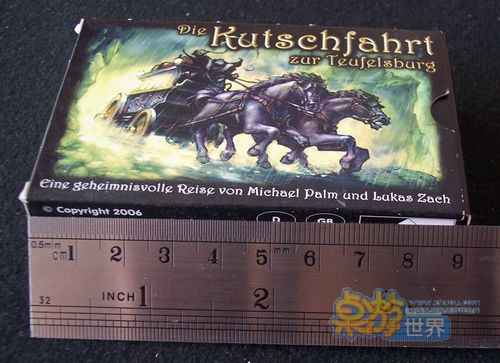 Die
Kutschfahrt
zur Teufelsburg
Eine geheimnisvolle Reise von Michael Palm und Lukas Zach
© Copyright 2006
D
GB
0.5mm
cm 1 2 3 4 5 mm 6 7 8 9
32 INCH 1 2
桌游
世界